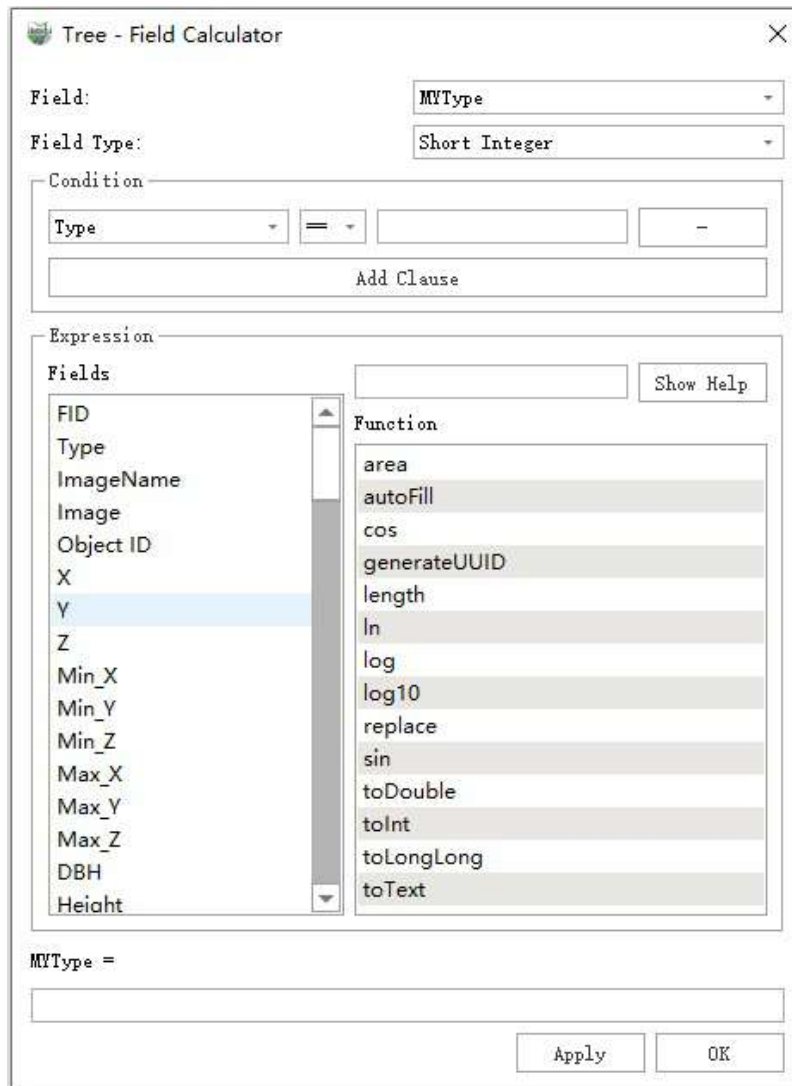 Tree - Field Calculator
Field:
MYType
Field Type:
Short Integer
Condition
Type
==
-
Add Clause
Expression
Fields
Show Help
Function
FID
Type
ImageName
Image
Object ID
X
Y
Z
Min_X
Min_Y
Min_Z
Max_X
Max_Y
Max_Z
DBH
Height
area
autoFill
cos
generateUUID
length
ln
log
log10
replace
sin
toDouble
toInt
toLongLong
toText
MYType =
Apply
OK